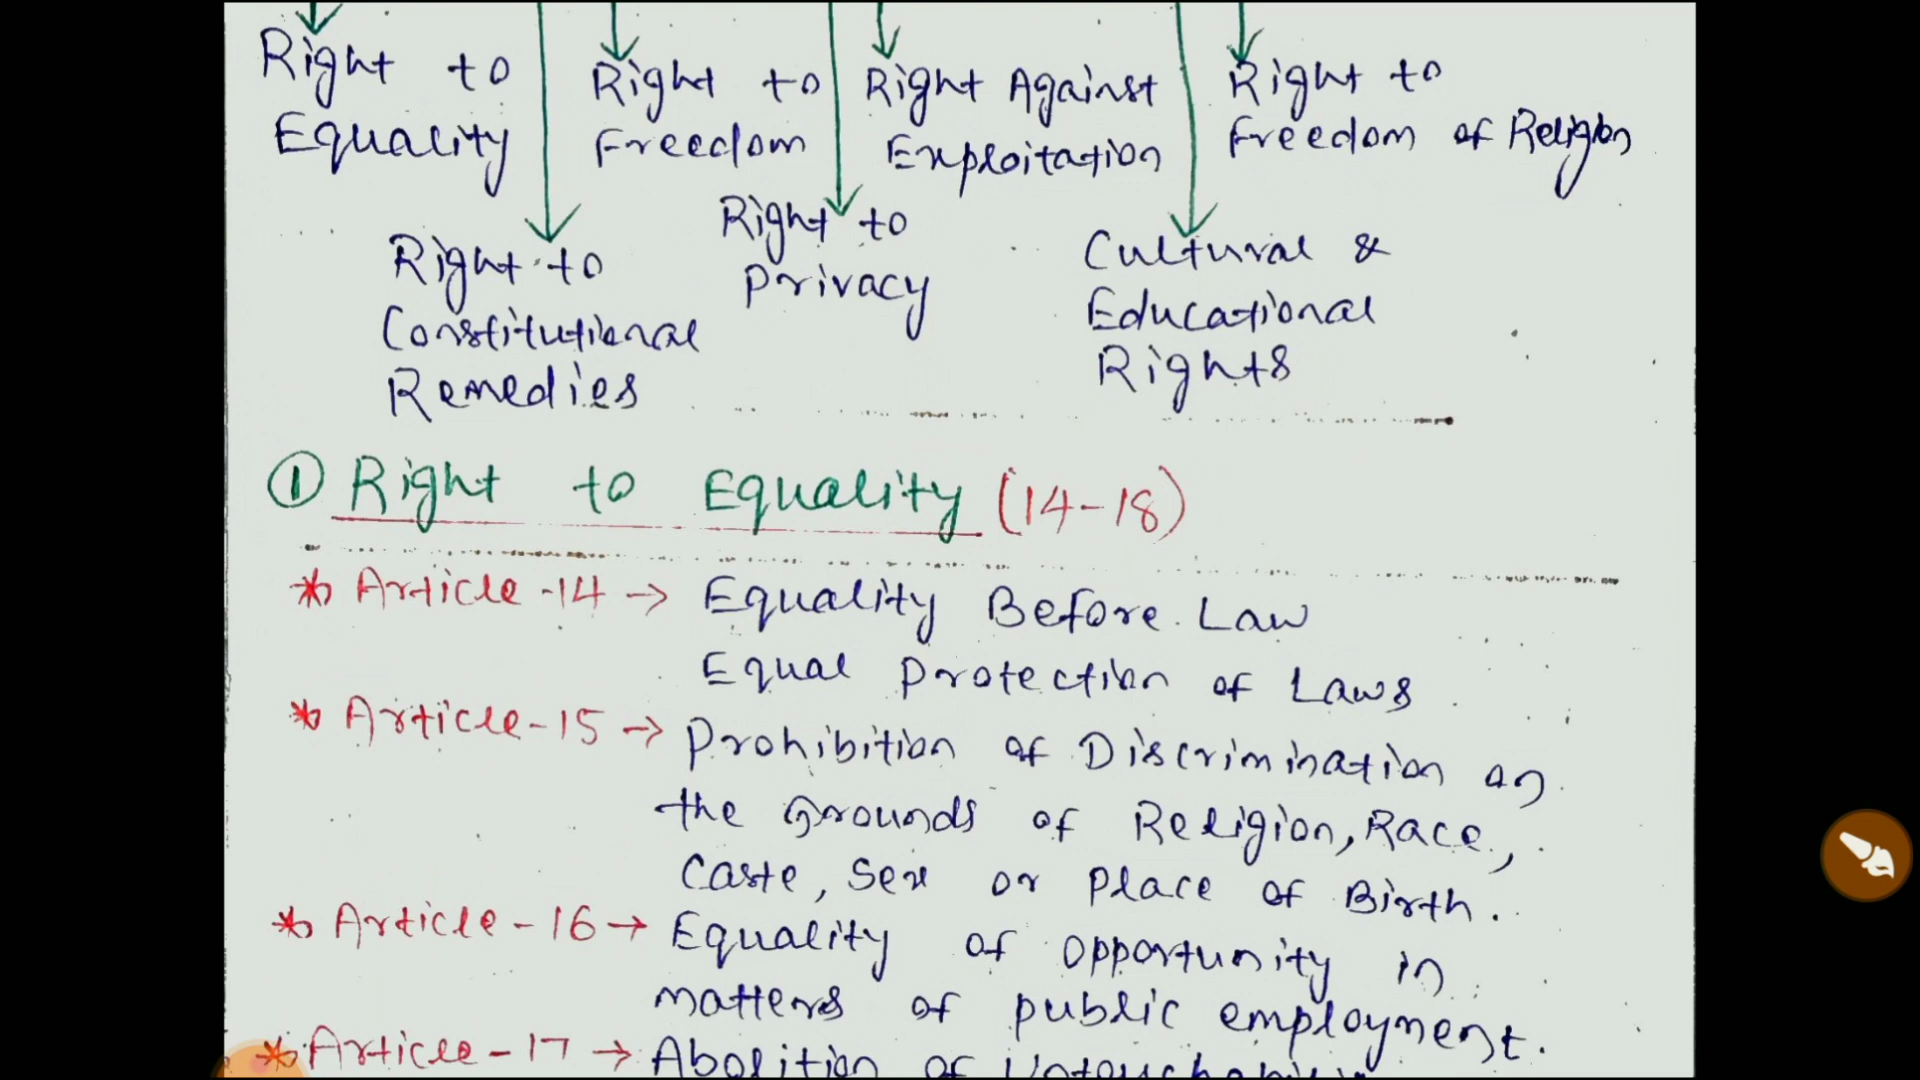 Right to
Equality
Right to
Freedom
Right Against
Exploitation
Right to
Freedom of Religion
Right to
Constitutional
Remedies
Right to
Privacy
Cultural &
Educational
Rights
① Right to Equality (14-18)
* Article-14 → Equality Before Law
Equal Protection of Laws
* Article-15 → Prohibition of Discrimination on
the Grounds of Religion, Race,
Caste, Sex or Place of Birth.
* Article-16 → Equality of opportunity in
matters of public employment.
* Article-17 → Abolition of Untouchability